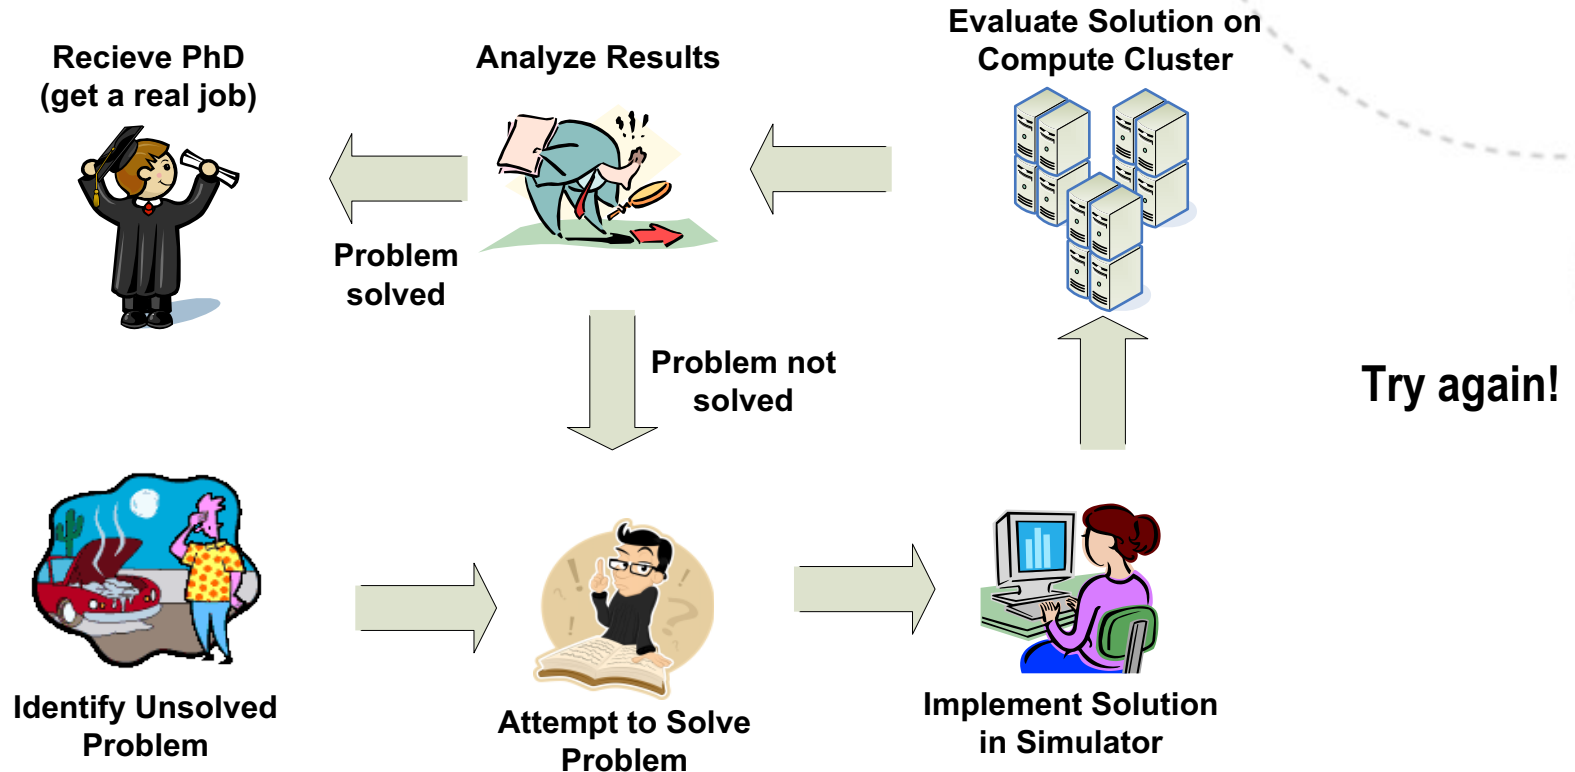 Recieve PhD
(get a real job)
Analyze Results
Evaluate Solution on
Compute Cluster
Problem
solved
Problem not
solved
Try again!
Identify Unsolved
Problem
Attempt to Solve
Problem
Implement Solution
in Simulator